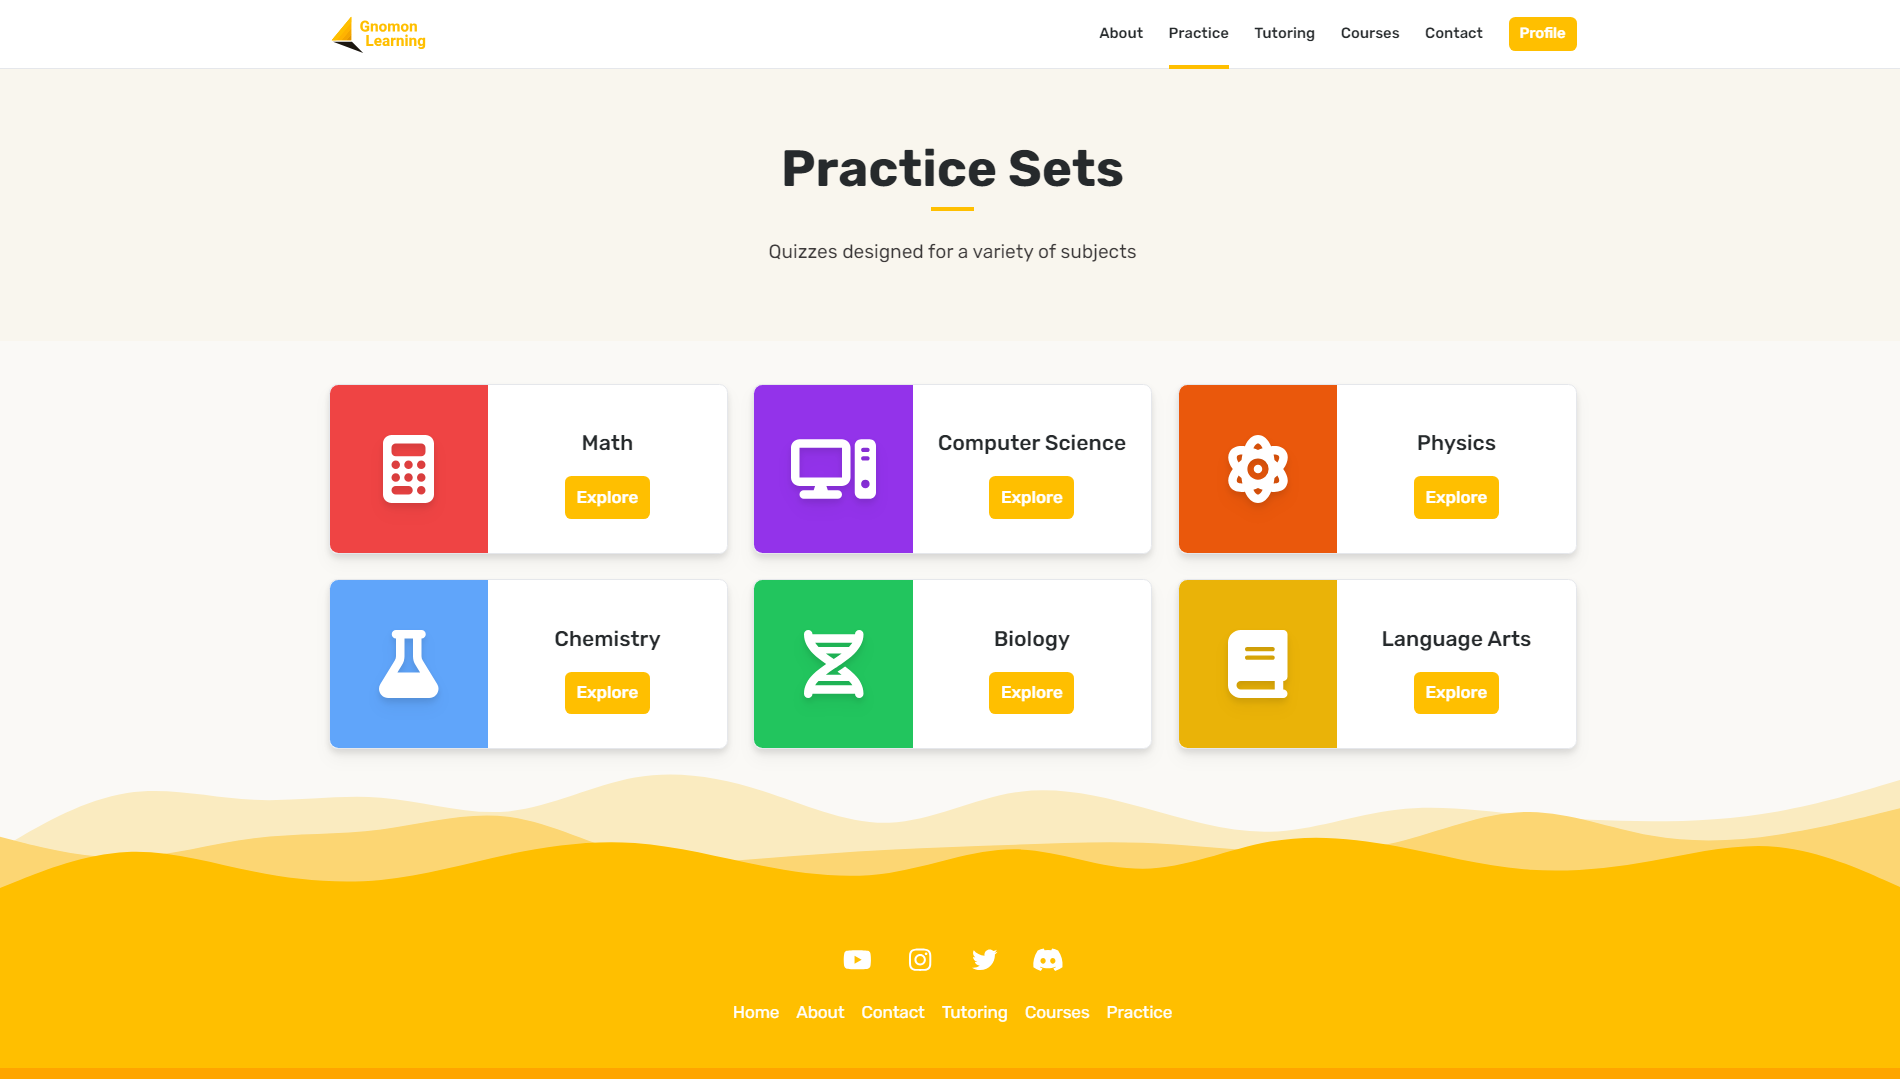 Gnomon
Learning
About Practice Tutoring Courses Contact Profile
Practice Sets
Quizzes designed for a variety of subjects
Math
Explore
Computer Science
Explore
Physics
Explore
Chemistry
Explore
Biology
Explore
Language Arts
Explore
Home About Contact Tutoring Courses Practice